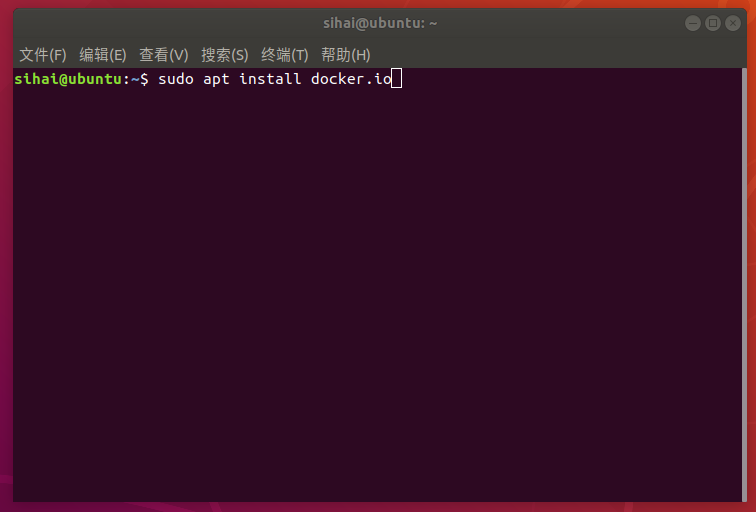 sihai@ubuntu: ~
文件(F) 编辑(E) 查看(V) 搜索(S) 终端(T) 帮助(H)
sihai@ubuntu:~$ sudo apt install docker.io